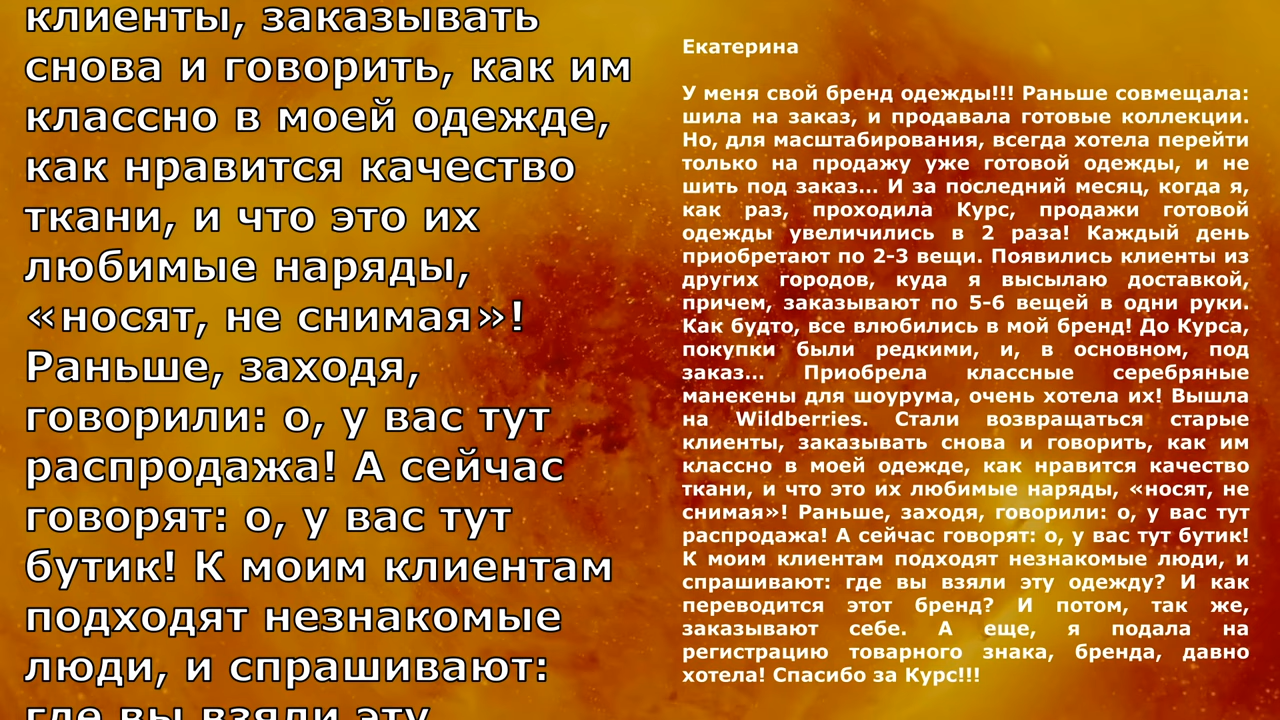 клиенты, заказывать
снова и говорить, как им
классно в моей одежде,
как нравится качество
ткани, и что это их
любимые наряды,
«носят, не снимая»!
Раньше, заходя,
говорили: о, у вас тут
распродажа! А сейчас
говорят: о, у вас тут
бутик! К моим клиентам
подходят незнакомые
люди, и спрашивают:
где вы взяли эту
Екатерина
У меня свой бренд одежды!!! Раньше совмещала:
шила на заказ, и продавала готовые коллекции.
Но, для масштабирования, всегда хотела перейти
только на продажу уже готовой одежды, и не
шить под заказ... И за последний месяц, когда я,
как раз, проходила Курс, продажи готовой
одежды увеличились в 2 раза! Каждый день
приобретают по 2-3 вещи. Появились клиенты из
других городов, куда я высылаю доставкой,
причем, заказывают по 5-6 вещей в одни руки.
Как будто, все влюбились в мой бренд! До Курса,
покупки были редкими, и, в основном, под
заказ... Приобрела классные серебряные
манекены для шоурума, очень хотела их! Вышла
на Wildberries. Стали возвращаться старые
клиенты, заказывать снова и говорить, как им
классно в моей одежде, как нравится качество
ткани, и что это их любимые наряды, «носят, не
снимая»! Раньше, заходя, говорили: о, у вас тут
распродажа! А сейчас говорят: о, у вас тут бутик!
К моим клиентам подходят незнакомые люди, и
спрашивают: где вы взяли эту одежду? И как
переводится этот бренд? И потом, так же,
заказывают себе. А еще, я подала на
регистрацию товарного знака, бренда, давно
хотела! Спасибо за Курс!!!